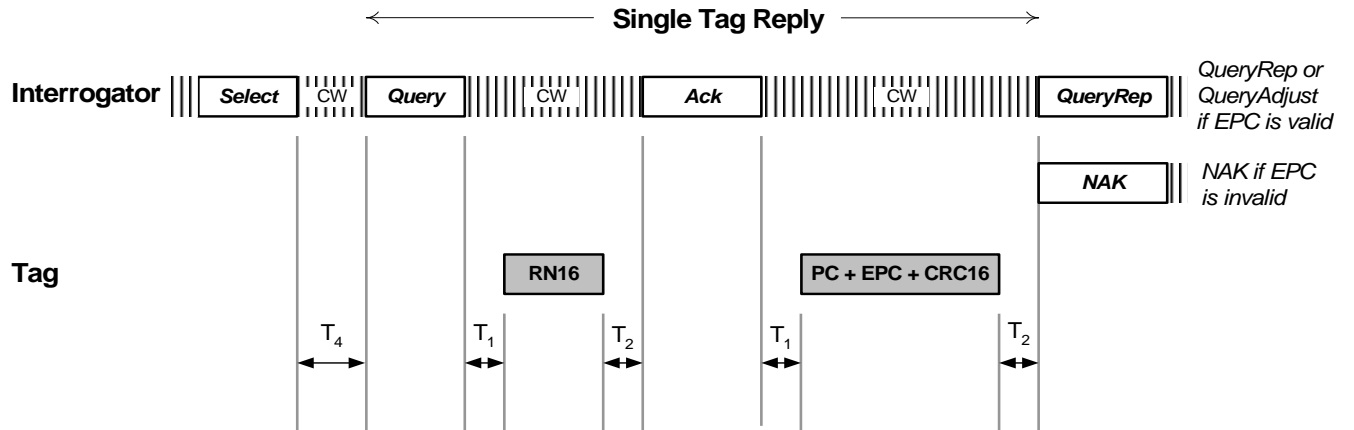 Single Tag Reply
Interrogator
Select
CW
Query
CW
Ack
CW
QueryRep
QueryRep or
QueryAdjust
if EPC is valid
NAK
NAK if EPC
is invalid
Tag
RN16
PC + EPC + CRC16
T4
T1
T2
T1
T2